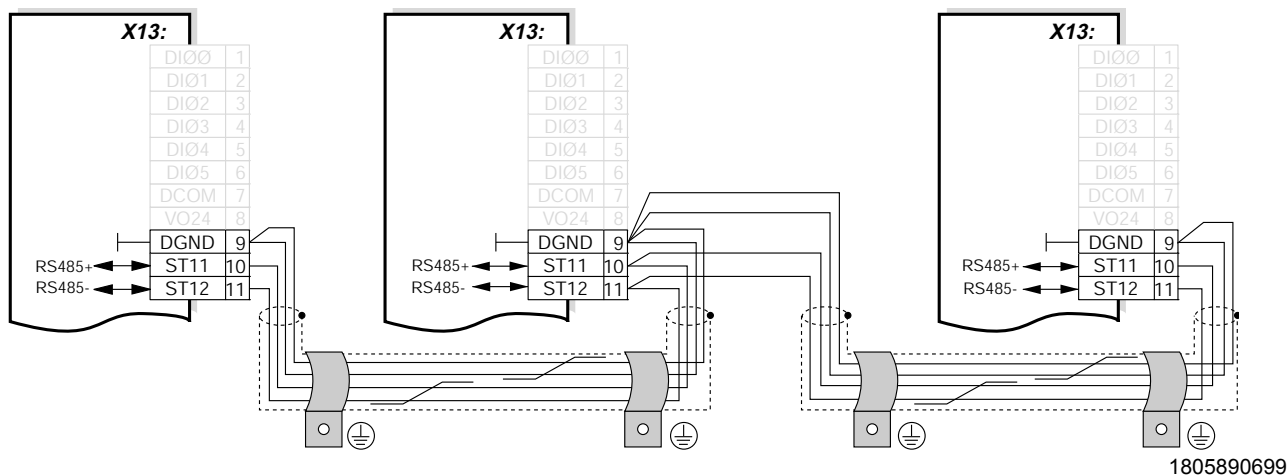 X13:
DIØØ 1
DIØ1 2
DIØ2 3
DIØ3 4
DIØ4 5
DIØ5 6
DCOM 7
VO24 8
DGND 9
RS485+ ST11 10
RS485- ST12 11
X13:
DIØØ 1
DIØ1 2
DIØ2 3
DIØ3 4
DIØ4 5
DIØ5 6
DCOM 7
VO24 8
DGND 9
RS485+ ST11 10
RS485- ST12 11
X13:
DIØØ 1
DIØ1 2
DIØ2 3
DIØ3 4
DIØ4 5
DIØ5 6
DCOM 7
VO24 8
DGND 9
RS485+ ST11 10
RS485- ST12 11
1805890699